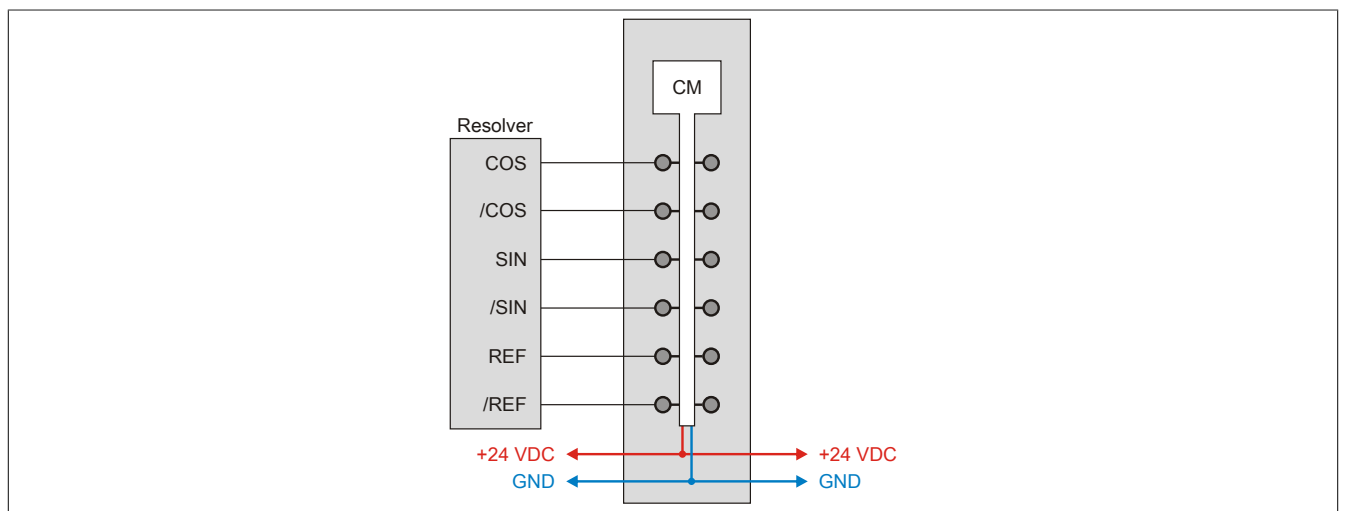 CM
Resolver
COS
/COS
SIN
/SIN
REF
/REF
+24 VDC +24 VDC
GND GND